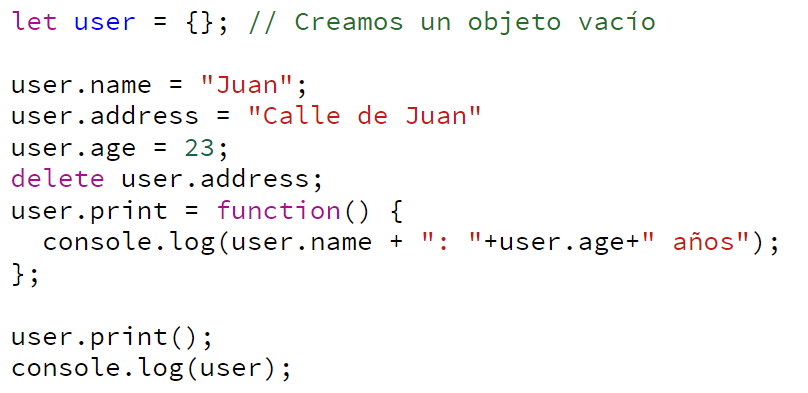 let user = {}; // Creamos un objeto vacío
user.name = "Juan";
user.address = "Calle de Juan"
user.age = 23;
delete user.address;
user.print = function() {
  console.log(user.name + ": "+user.age+" años");
};
user.print();
console.log(user);